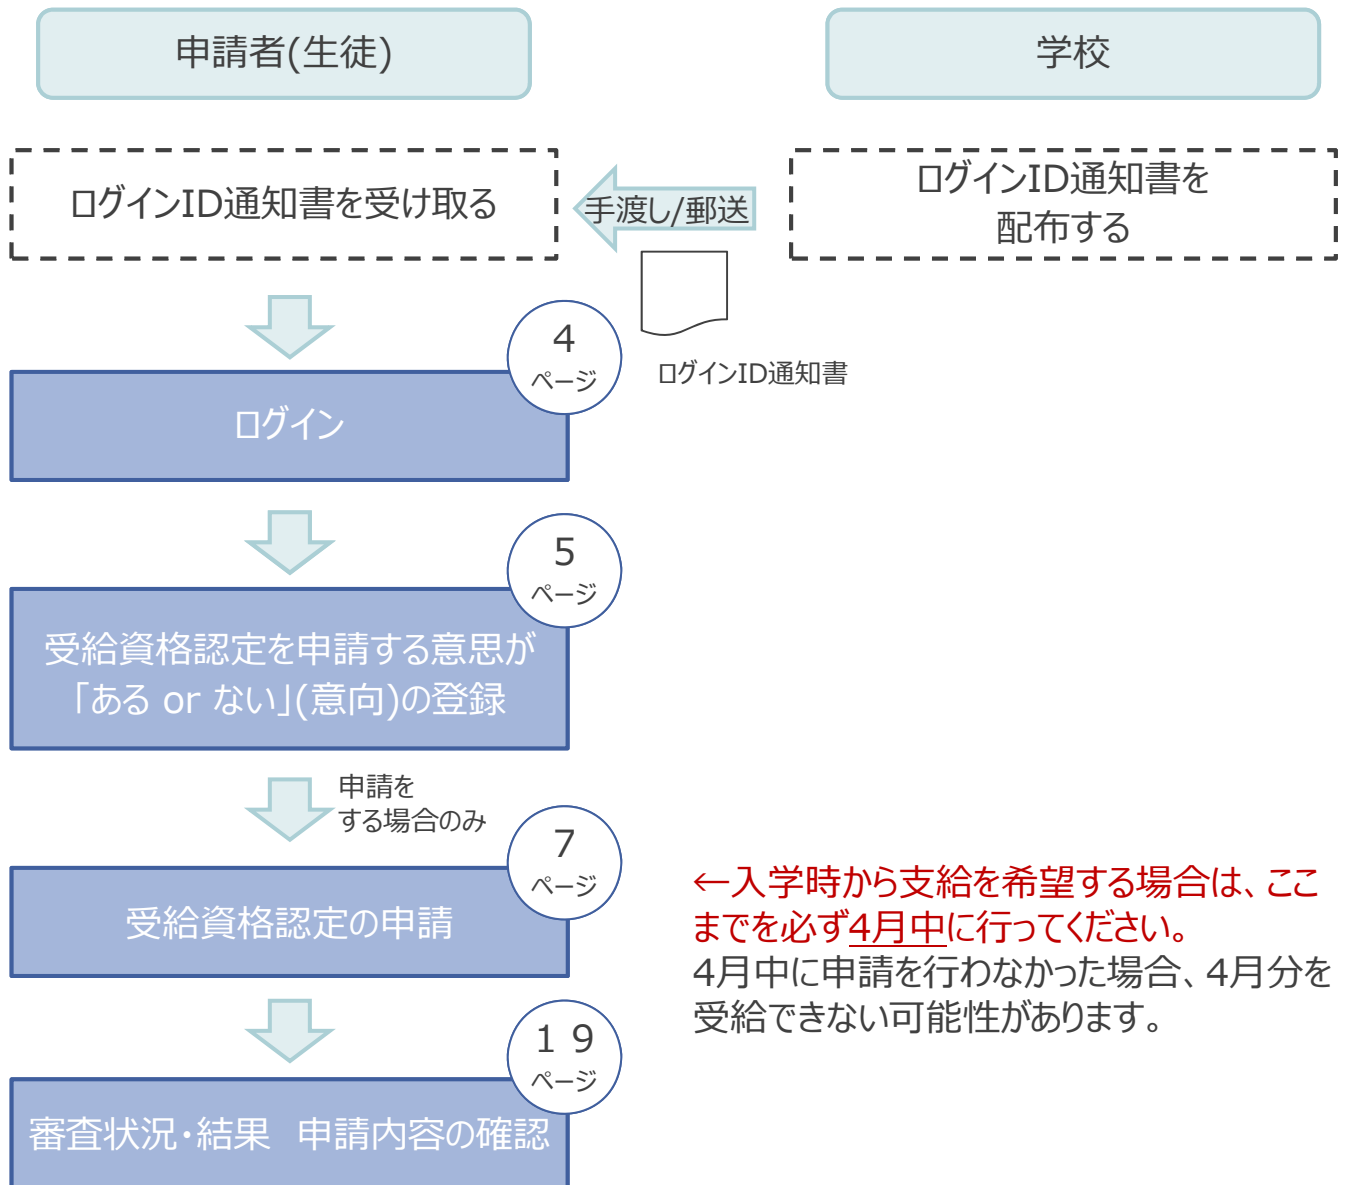 申請者(生徒)
学校
ログインID通知書を受け取る
手渡し/郵送
ログインID通知書を
配布する
ログインID通知書
4
ページ
ログイン
5
ページ
受給資格認定を申請する意思が
「ある or ない」(意向)の登録
申請を
する場合のみ
7
ページ
受給資格認定の申請
←入学時から支給を希望する場合は、ここ
までを必ず4月中に行ってください。
4月中に申請を行わなかった場合、4月分を
受給できない可能性があります。
19
ページ
審査状況・結果　申請内容の確認